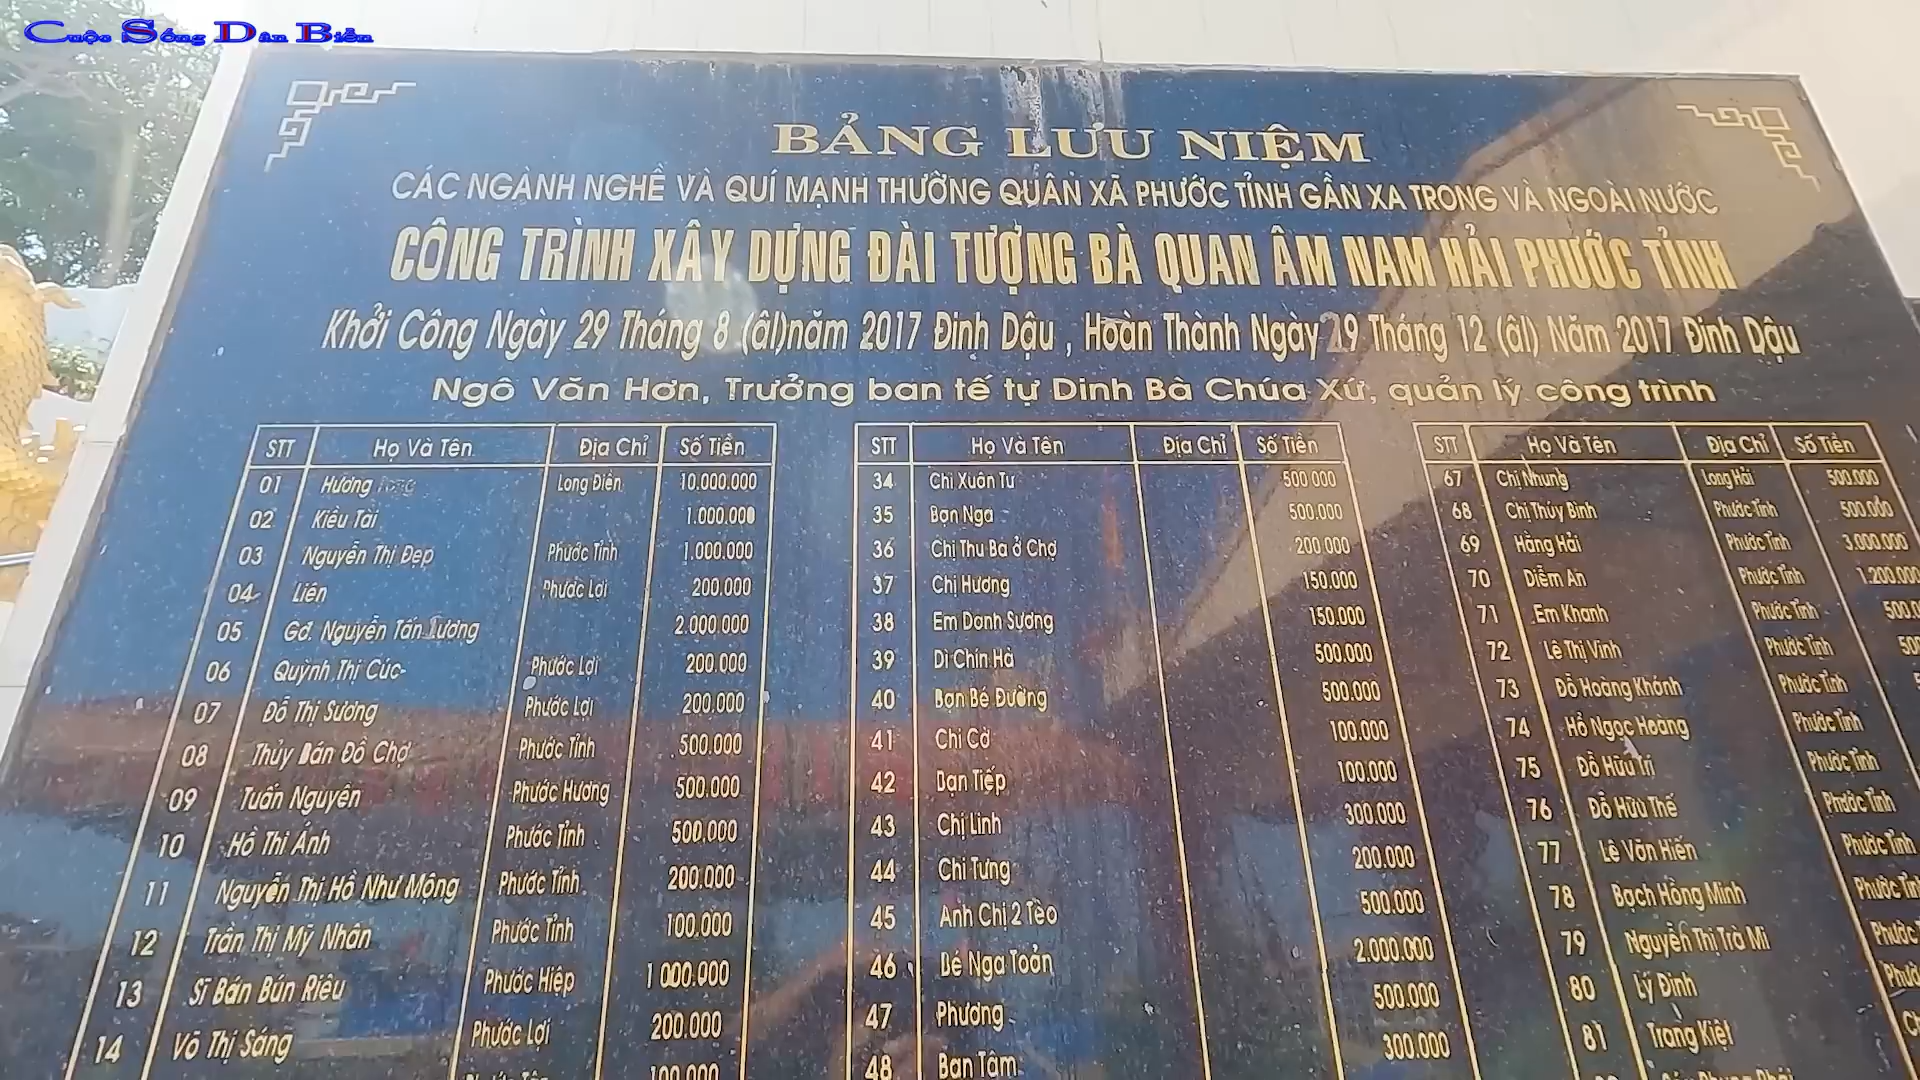 Cuộc Sống Dân Biển
BẢNG LƯU NIỆM
CÁC NGÀNH NGHỀ VÀ QUÍ MẠNH THƯỜNG QUÂN XÃ PHƯỚC TỈNH GẦN XA TRONG VÀ NGOÀI NƯỚC
CÔNG TRÌNH XÂY DỰNG ĐÀI TƯỢNG BÀ QUAN ÂM NAM HẢI PHƯỚC TỈNH
Khởi Công Ngày 29 Tháng 8 (âl)năm 2017 Đinh Dậu , Hoàn Thành Ngày 29 Tháng 12 (âl) Năm 2017 Đinh Dậu
Ngô Văn Hơn, Trưởng ban tế tự Dinh Bà Chúa Xứ, quản lý công trình
STT Họ Và Tên Địa Chỉ Số Tiền
01 Hương Long Điền 10.000.000
02 Kiều Tài 1.000.000
03 Nguyễn Thị Đẹp Phước Tỉnh 1.000.000
04 Liên Phước Lợi 200.000
05 Gđ. Nguyễn Tấn Lương 2.000.000
06 Quỳnh Thị Cúc Phước Lợi 200.000
07 Đỗ Thị Sương Phước Lợi 200.000
08 Thủy Bán Đồ Chợ Phước Tỉnh 500.000
09 Tuấn Nguyên Phước Hương 500.000
10 Hồ Thị Ánh Phước Tỉnh 500.000
11 Nguyễn Thị Hồ Như Mộng Phước Tỉnh 200.000
12 Trần Thị Mỹ Nhân Phước Tỉnh 100.000
13 Sĩ Bán Bún Riêu Phước Hiệp 1 000.000
14 Võ Thị Sáng Phước Lợi 200.000
100.000
STT Họ Và Tên Địa Chỉ Số Tiền
34 Chị Xuân Tư 500 000
35 Bạn Nga 500.000
36 Chị Thu Ba ở Chợ 200.000
37 Chị Hương 150.000
38 Em Danh Sương 150.000
39 Dì Chín Hà 500.000
40 Bạn Bé Đường 500.000
41 Chị Cờ 100.000
42 Bạn Tiếp 100.000
43 Chị Linh 300.000
44 Chị Tưng 200.000
45 Anh Chị 2 Tèo 500.000
46 Bé Nga Toản 2.000.000
47 Phương 500.000
48 Bạn Tâm 300.000
STT Họ Và Tên Địa Chỉ Số Tiền
67 Chị Nhung Long Hải 500.000
68 Chị Thúy Bình Phước Tỉnh 500.000
69 Hằng Hải Phước Tỉnh 3.000.000
70 Diễm An Phước Tỉnh 1.200.000
71 Em Khanh Phước Tỉnh
72 Lê Thị Vinh Phước Tỉnh
73 Đỗ Hoàng Khánh Phước Tỉnh
74 Hồ Ngọc Hoàng Phước Tỉnh
75 Đỗ Hữu Trí Phước Tỉnh
76 Đỗ Hữu Thế Phước Tỉnh
77 Lê Văn Hiến Phước Tỉnh
78 Bạch Hồng Minh Phước
79 Nguyễn Thị Trà Mi Phước
80 Lý Đinh
81 Trang Kiệt